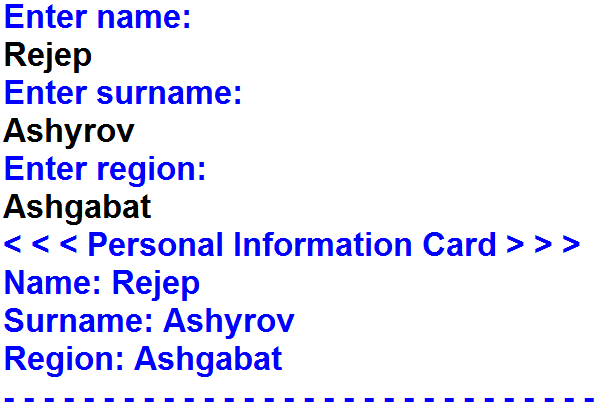 Enter name:
Rejep
Enter surname:
Ashyrov
Enter region:
Ashgabat
< < < Personal Information Card > > >
Name: Rejep
Surname: Ashyrov
Region: Ashgabat
- - - - - - - - - - - - - - - - - - - - - - - - - - - - - -